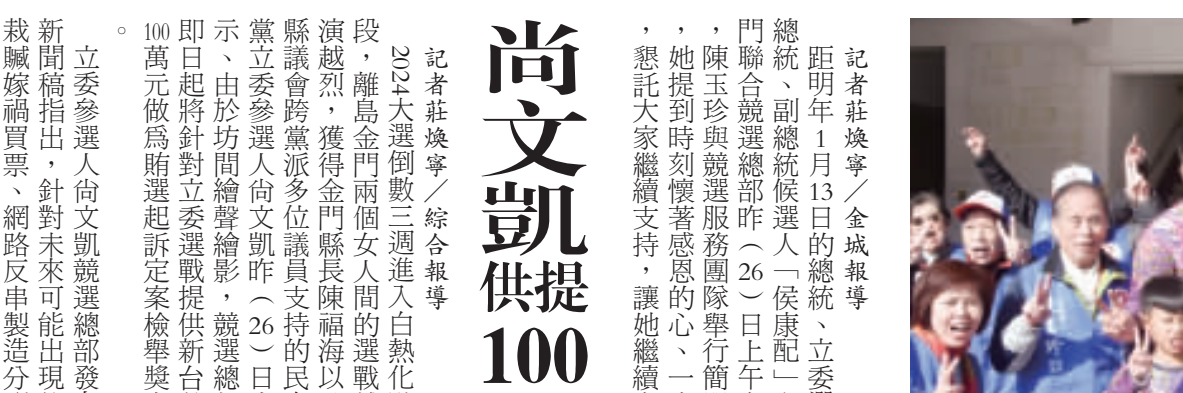 記者莊煥寧／金城報導
距明年1月13日的總統、立委
總統、副總統候選人「侯康配」
門聯合競選總部昨（26）日上午
，陳玉珍與競選服務團隊舉行簡
，她提到時刻懷著感恩的心、一
，懇託大家繼續支持，讓她繼續
尚文凱供提100
記者莊煥寧／綜合報導
2024大選倒數三週進入白熱化
段，離島金門兩個女人間的選戰
演越烈，獲得金門縣長陳福海以
縣議會跨黨派多位議員支持的民
黨立委參選人尚文凱昨（26）日
示、由於坊間繪聲繪影，競選總
即日起將針對立委選戰提供新台
100萬元做為賄選起訴定案檢舉獎
。
立委參選人尚文凱競選總部發
新聞稿指出，針對未來可能出現
栽贓嫁禍買票、網路反串製造分